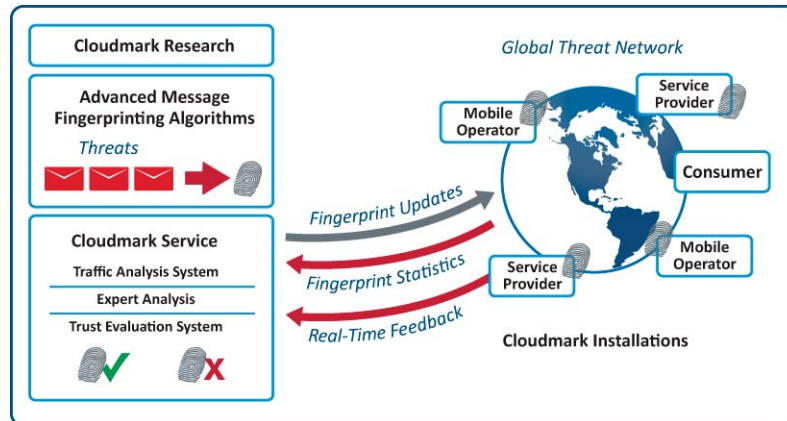 Cloudmark Research
Advanced Message
Fingerprinting Algorithms
Threats
Cloudmark Service
Traffic Analysis System
Expert Analysis
Trust Evaluation System
Fingerprint Updates
Fingerprint Statistics
Real-Time Feedback
Global Threat Network
Mobile
Operator
Service
Provider
Consumer
Mobile
Operator
Service
Provider
Cloudmark Installations